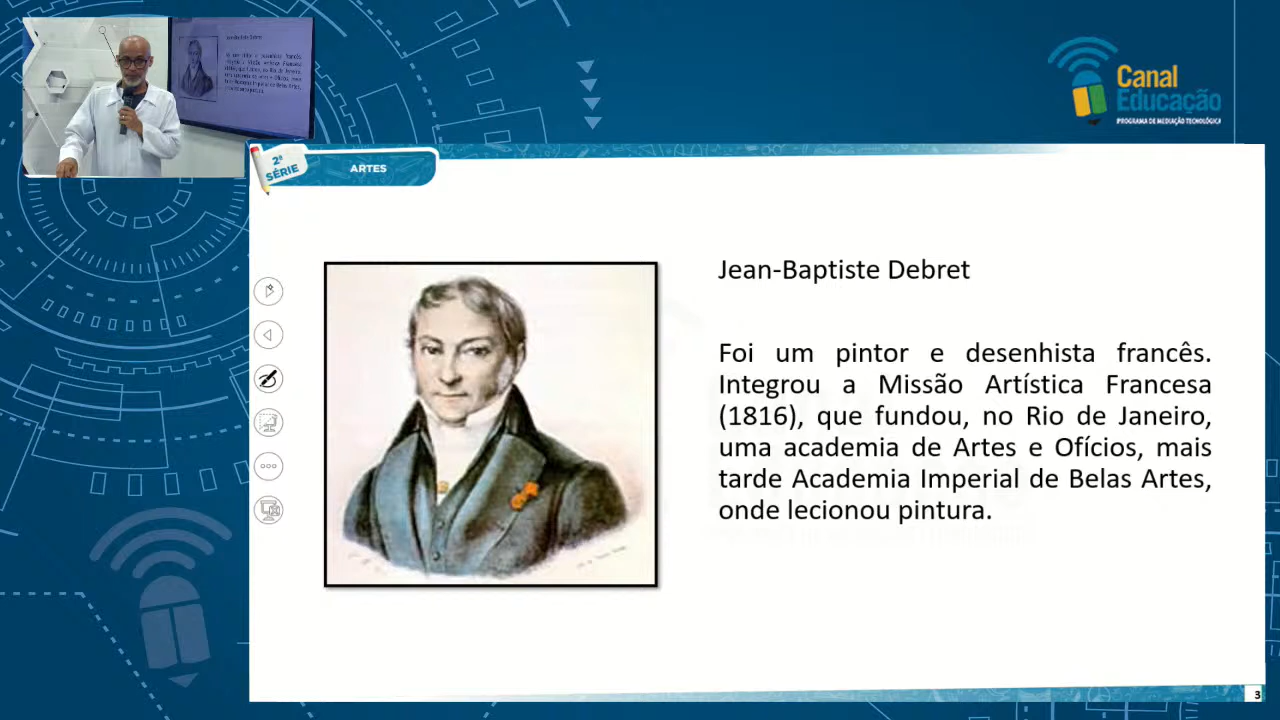 Canal
Educação
PROGRAMA DE MEDIAÇÃO TECNOLÓGICA
2ª
SÉRIE
ARTES
Jean-Baptiste Debret
Foi um pintor e desenhista francês.
Integrou a Missão Artística Francesa
(1816), que fundou, no Rio de Janeiro,
uma academia de Artes e Ofícios, mais
tarde Academia Imperial de Belas Artes,
onde lecionou pintura.
3